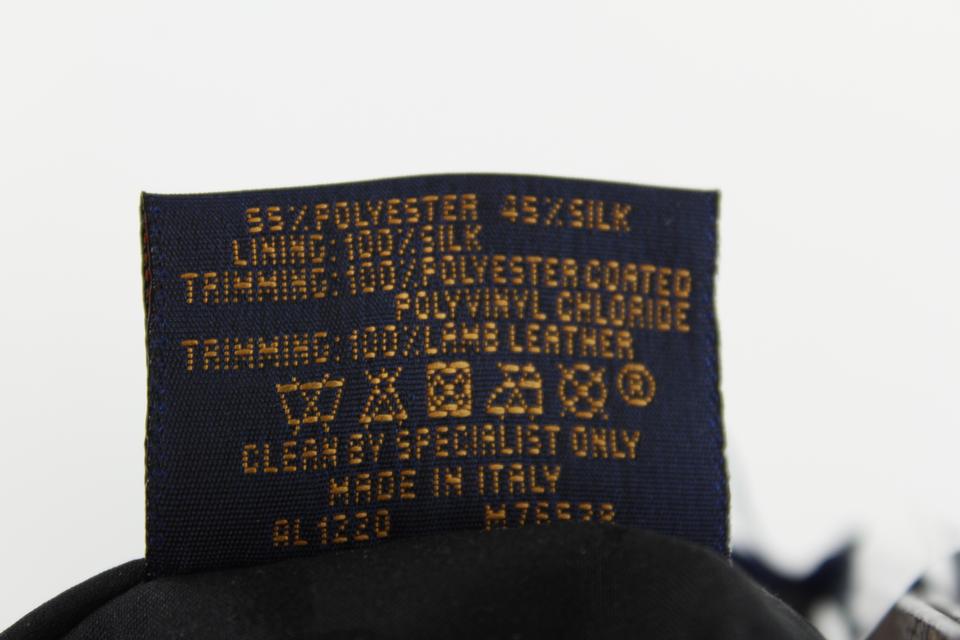 55%POLYESTER 45%SILK
LINING:100%SILK
TRIMMING:100%POLYESTER COATED
POLYVINYL CHLORIDE
TRIMMING:100%LAMB LEATHER
®
CLEAN BY SPECIALIST ONLY
MADE IN ITALY
AL1220